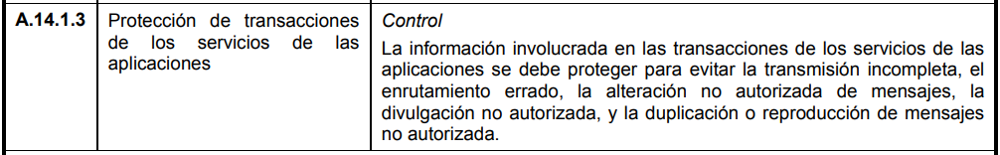 A.14.1.3
Protección de transacciones
de los servicios de las
aplicaciones
Control
La información involucrada en las transacciones de los servicios de las
aplicaciones se debe proteger para evitar la transmisión incompleta, el
enrutamiento errado, la alteración no autorizada de mensajes, la
divulgación no autorizada, y la duplicación o reproducción de mensajes
no autorizada.